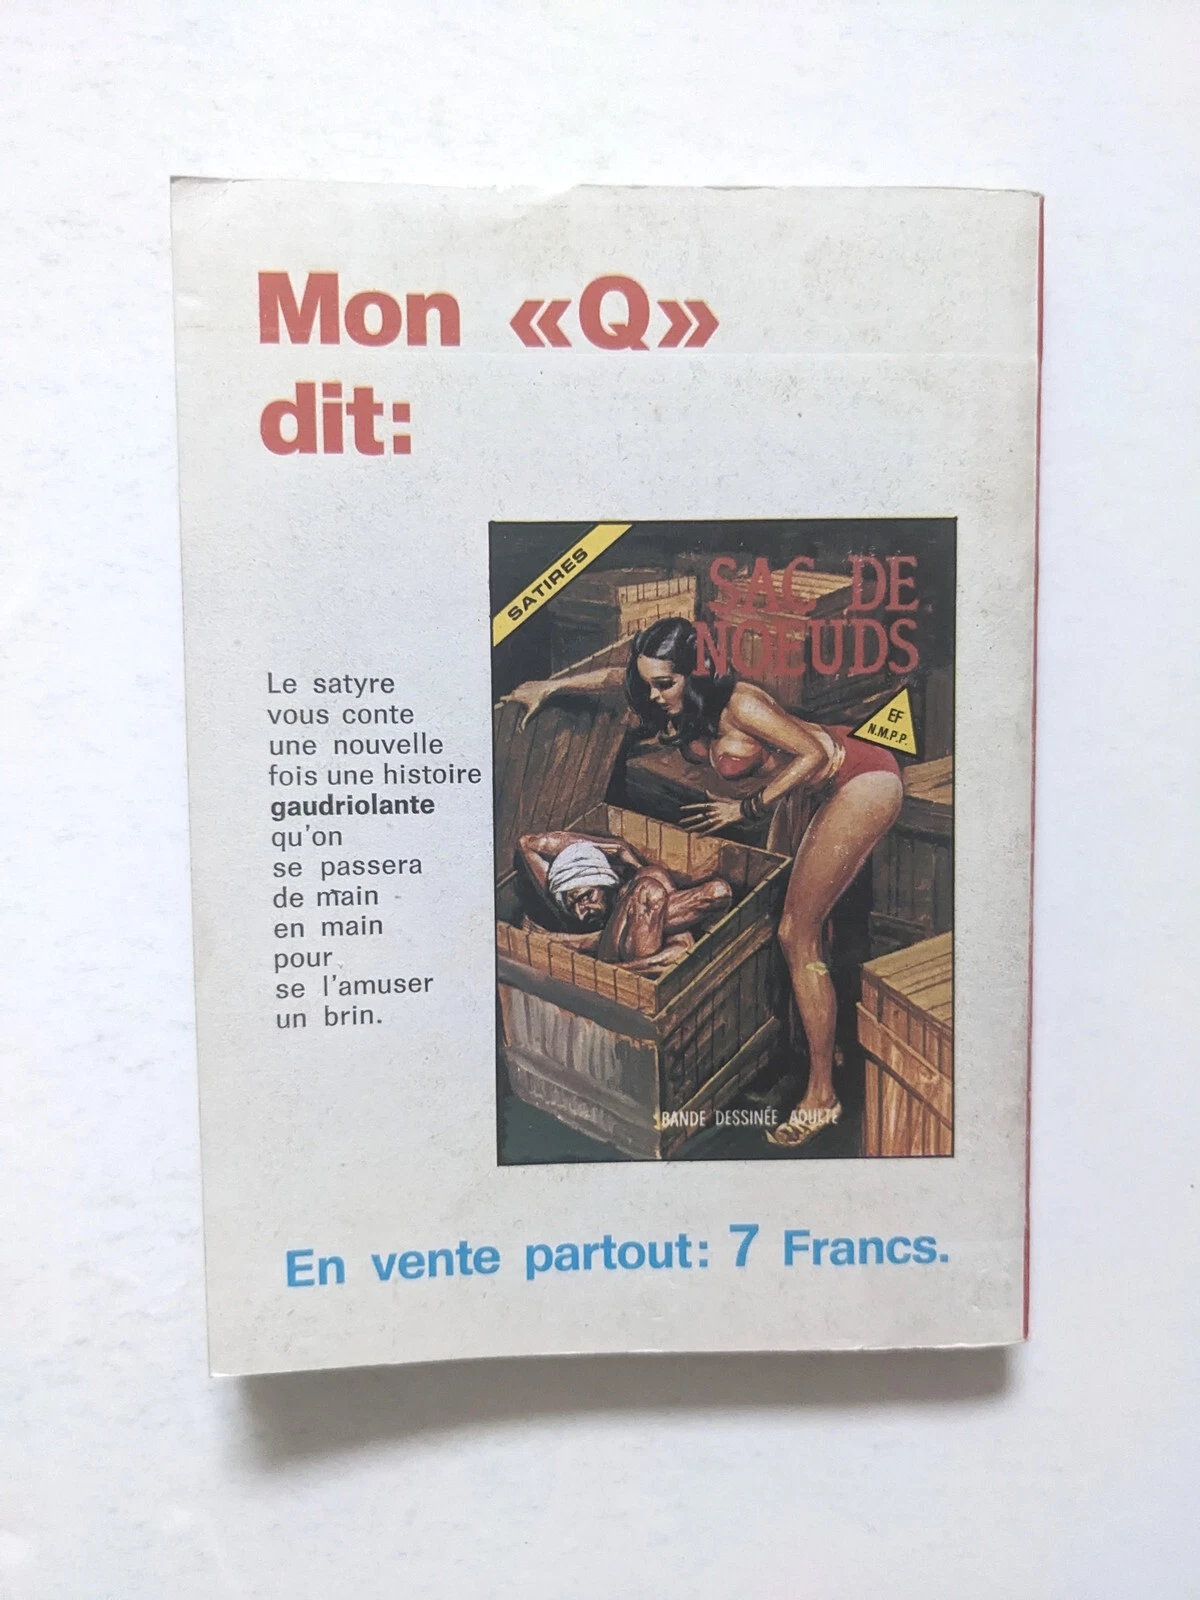 Mon «Q»
dit:
SATIRES
SAC DE
NOEUDS
EF
N.M.P.P.
Le satyre
vous conte
une nouvelle
fois une histoire
gaudriolante
qu'on
se passera
de main
en main
pour
se l'amuser
un brin.
BANDE DESSINÉE ADULTE
En vente partout: 7 Francs.